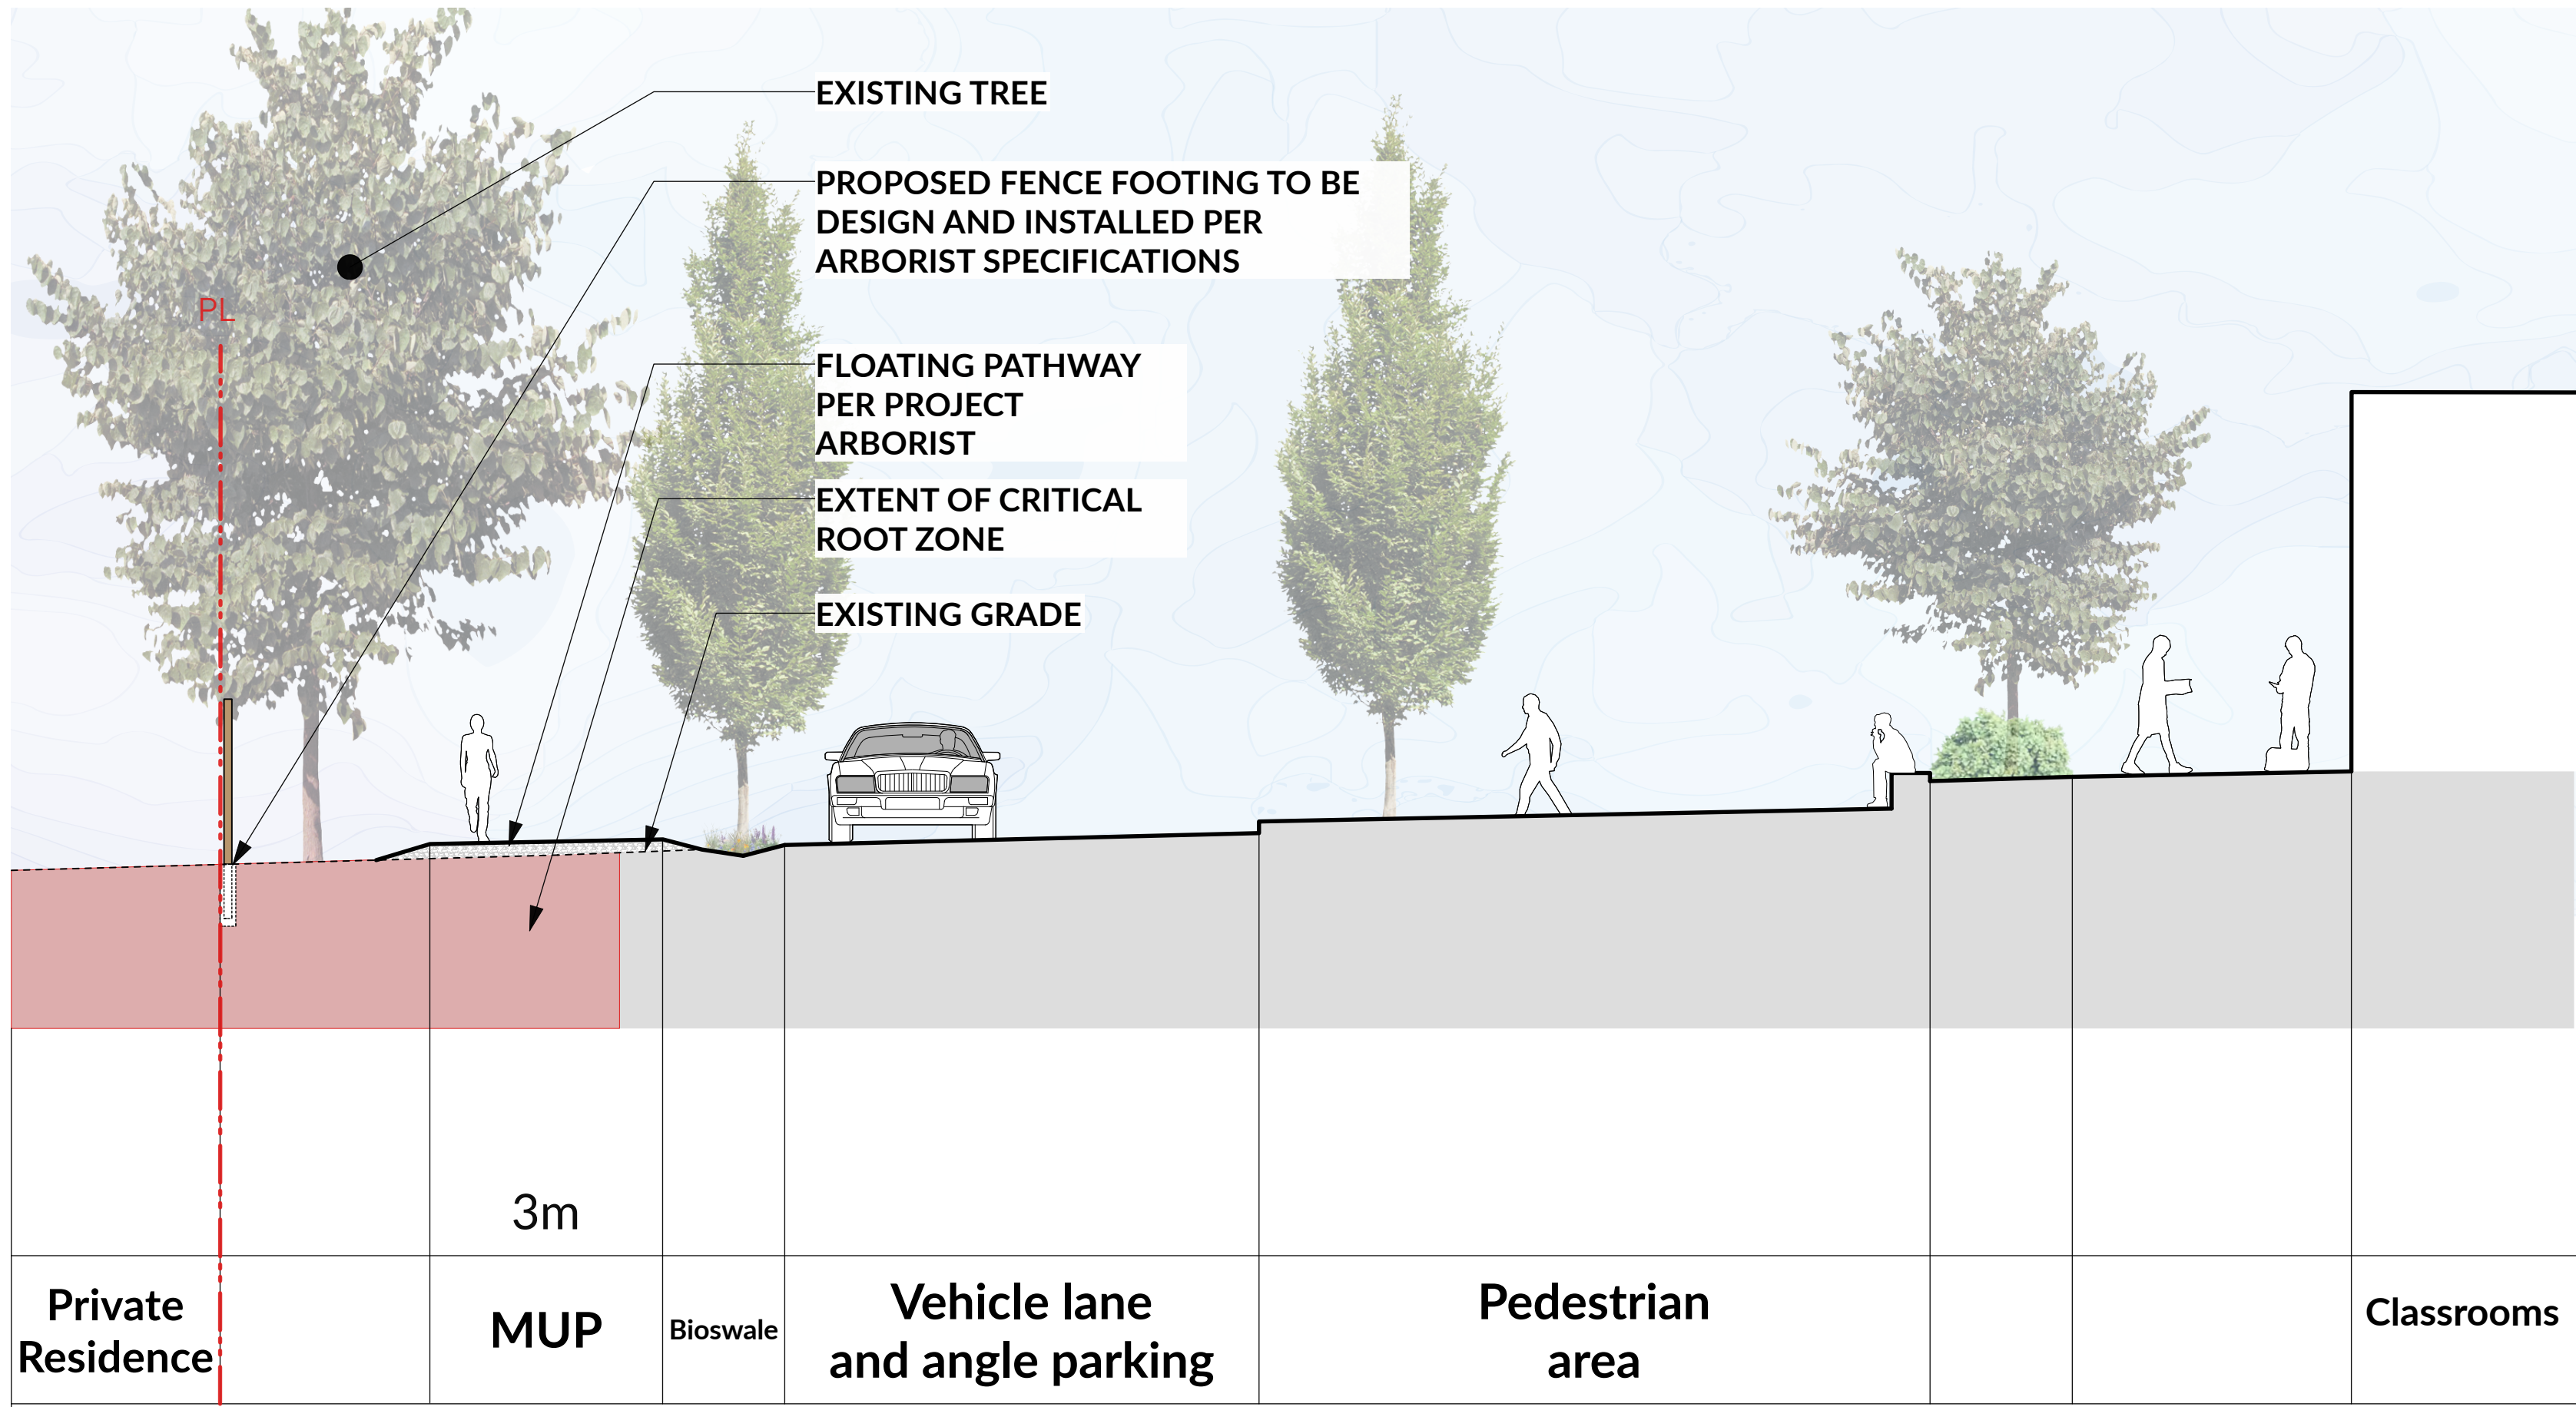 EXISTING TREE
PROPOSED FENCE FOOTING TO BE
DESIGN AND INSTALLED PER
ARBORIST SPECIFICATIONS
PL
FLOATING PATHWAY
PER PROJECT
ARBORIST
EXTENT OF CRITICAL
ROOT ZONE
EXISTING GRADE
3m
Private
Residence
MUP
Bioswale
Vehicle lane
and angle parking
Pedestrian
area
Classrooms